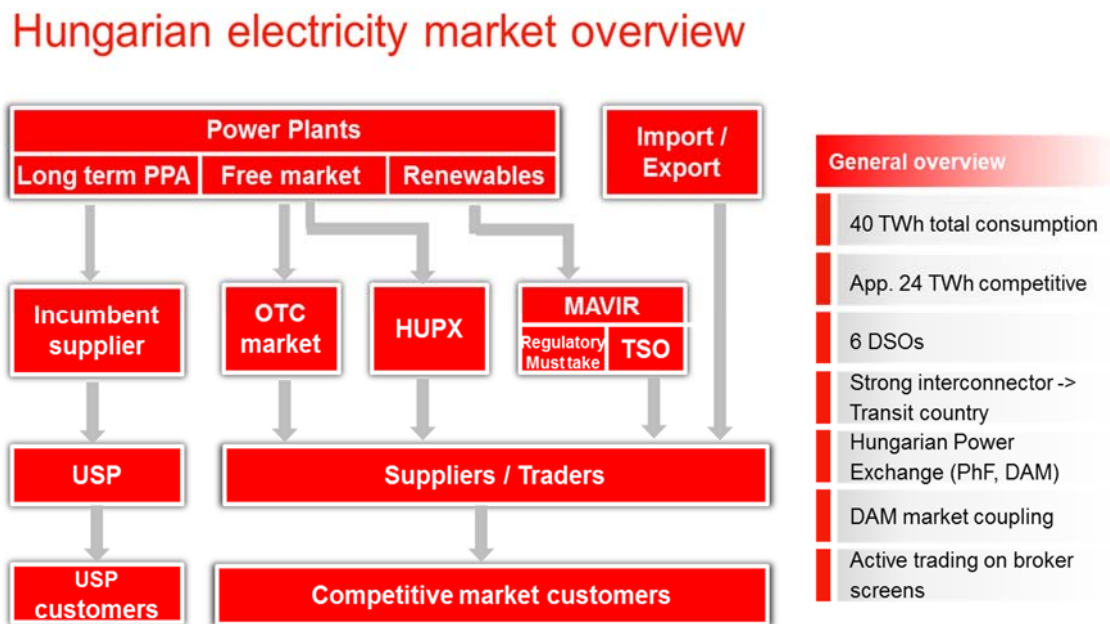 Hungarian electricity market overview
Power Plants
Long term PPA
Free market
Renewables
Import /
Export
Incumbent
supplier
OTC
market
HUPX
MAVIR
Regulatory
Must take
TSO
USP
Suppliers / Traders
USP
customers
Competitive market customers
General overview
40 TWh total consumption
App. 24 TWh competitive
6 DSOs
Strong interconnector ->
Transit country
Hungarian Power
Exchange (PhF, DAM)
DAM market coupling
Active trading on broker
screens